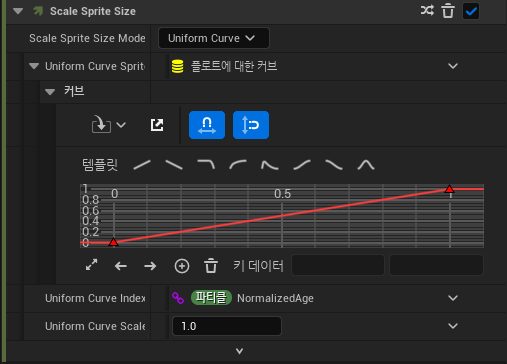 Scale Sprite Size
Scale Sprite Size Mode Uniform Curve
Uniform Curve Sprit 플로트에 대한 커브
커브
템플릿
1 0 0.5 1
0.8
0.6
0.4
0.2
0
키 데이터
Uniform Curve Index 파티클 NormalizedAge
Uniform Curve Scale 1.0